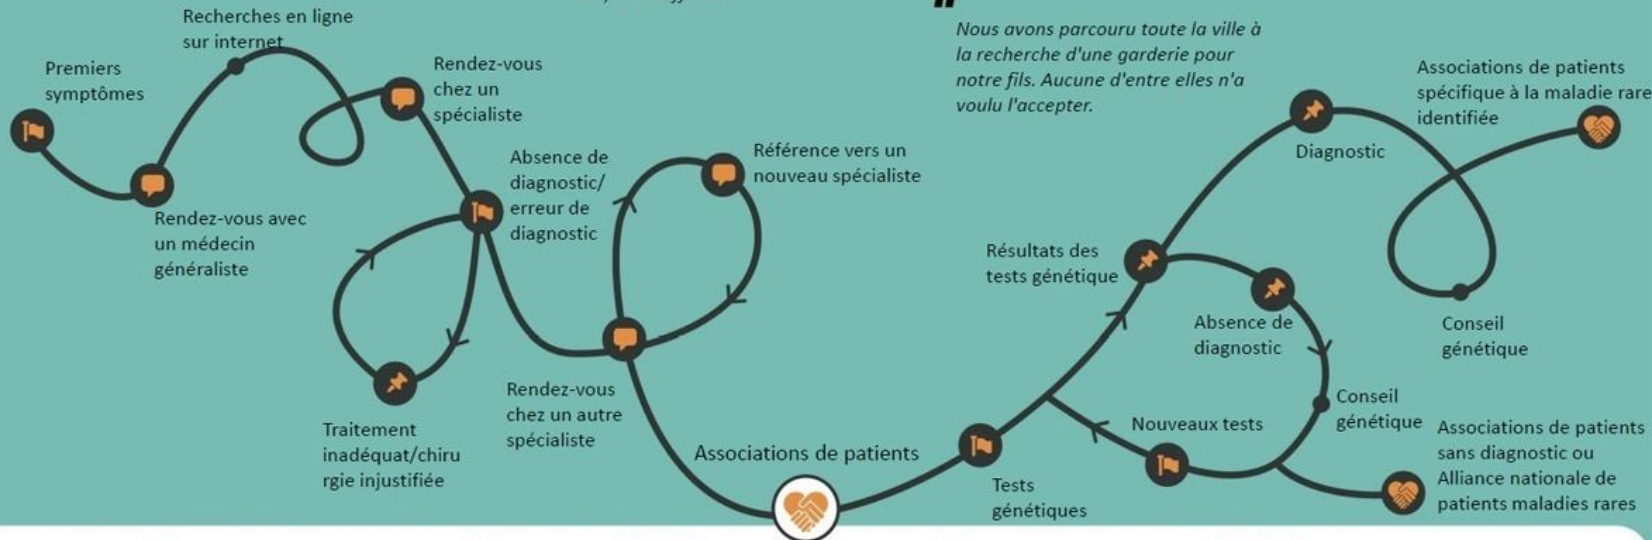 Recherches en ligne
sur internet
Premiers
symptômes
Rendez-vous avec
un médecin
généraliste
Rendez-vous
chez un
spécialiste
Absence de
diagnostic/
erreur de
diagnostic
Traitement
inadéquat/chiru
rgie injustifiée
Référence vers un
nouveau spécialiste
Rendez-vous
chez un autre
spécialiste
Associations de patients
Nous avons parcouru toute la ville à
la recherche d'une garderie pour
notre fils. Aucune d'entre elles n'a
voulu l'accepter.
Tests
génétiques
Résultats des
tests génétique
Absence de
diagnostic
Conseil
génétique
Nouveaux tests
Associations de patients
sans diagnostic ou
Alliance nationale de
patients maladies rares
Diagnostic
Conseil
génétique
Associations de patients
spécifique à la maladie rare
identifiée